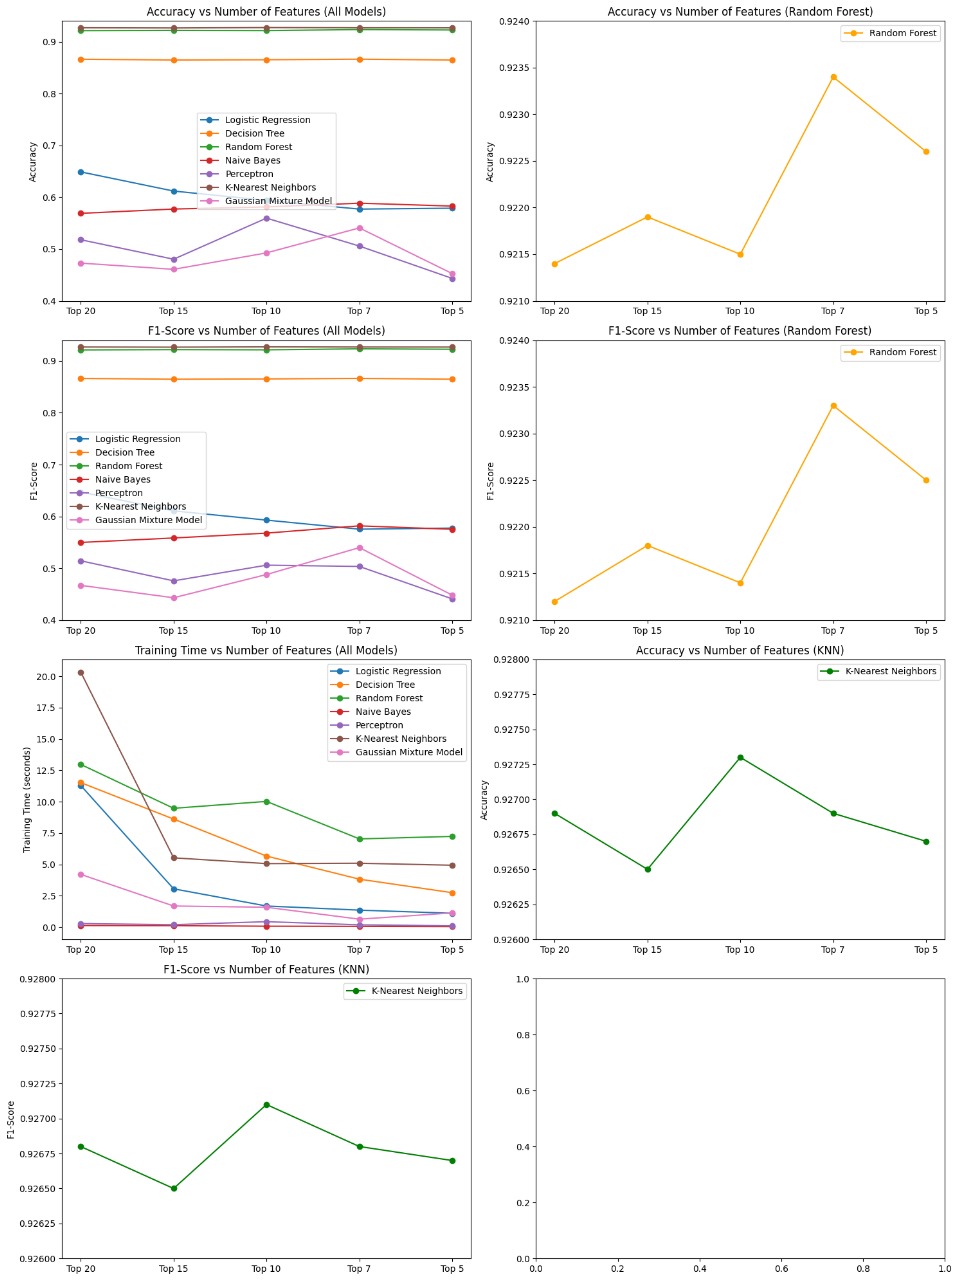 Accuracy vs Number of Features (All Models)
Accuracy
0.9
0.8
0.7
0.6
0.5
0.4
Logistic Regression
Decision Tree
Random Forest
Naive Bayes
Perceptron
K-Nearest Neighbors
Gaussian Mixture Model
Top 20 Top 15 Top 10 Top 7 Top 5
Accuracy vs Number of Features (Random Forest)
Accuracy
0.9240
0.9235
0.9230
0.9225
0.9220
0.9215
0.9210
Random Forest
Top 20 Top 15 Top 10 Top 7 Top 5
F1-Score vs Number of Features (All Models)
F1-Score
0.9
0.8
0.7
0.6
0.5
0.4
Logistic Regression
Decision Tree
Random Forest
Naive Bayes
Perceptron
K-Nearest Neighbors
Gaussian Mixture Model
Top 20 Top 15 Top 10 Top 7 Top 5
F1-Score vs Number of Features (Random Forest)
F1-Score
0.9240
0.9235
0.9230
0.9225
0.9220
0.9215
0.9210
Random Forest
Top 20 Top 15 Top 10 Top 7 Top 5
Training Time vs Number of Features (All Models)
Training Time (seconds)
20.0
17.5
15.0
12.5
10.0
7.5
5.0
2.5
0.0
Logistic Regression
Decision Tree
Random Forest
Naive Bayes
Perceptron
K-Nearest Neighbors
Gaussian Mixture Model
Top 20 Top 15 Top 10 Top 7 Top 5
Accuracy vs Number of Features (KNN)
Accuracy
0.92800
0.92775
0.92750
0.92725
0.92700
0.92675
0.92650
0.92625
0.92600
K-Nearest Neighbors
Top 20 Top 15 Top 10 Top 7 Top 5
F1-Score vs Number of Features (KNN)
F1-Score
0.92800
0.92775
0.92750
0.92725
0.92700
0.92675
0.92650
0.92625
0.92600
K-Nearest Neighbors
Top 20 Top 15 Top 10 Top 7 Top 5
1.0
0.8
0.6
0.4
0.2
0.0
0.0 0.2 0.4 0.6 0.8 1.0